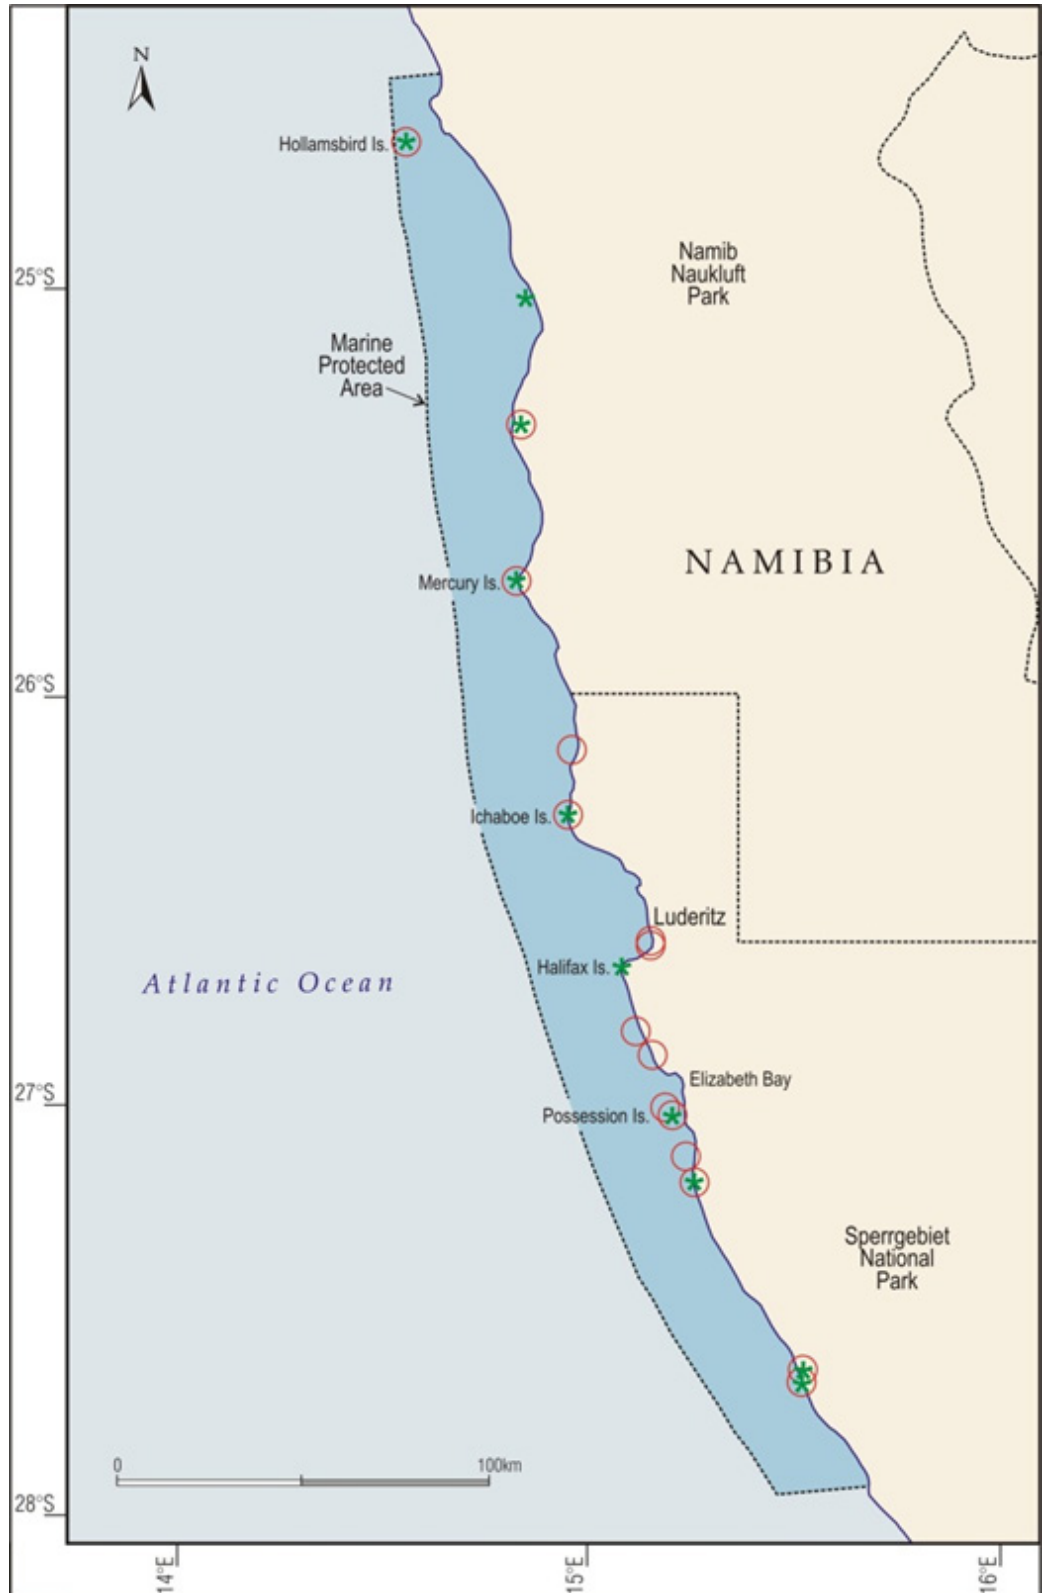 N
Hollamsbird Is.
Namib
Naukluft
Park
25°S
Marine
Protected
Area
NAMIBIA
Mercury Is.
26°S
Ichaboe Is.
Luderitz
Halifax Is.
Atlantic Ocean
Elizabeth Bay
27°S
Possession Is.
Sperrgebiet
National
Park
0
100km
28°S
14°E
15°E
16°E